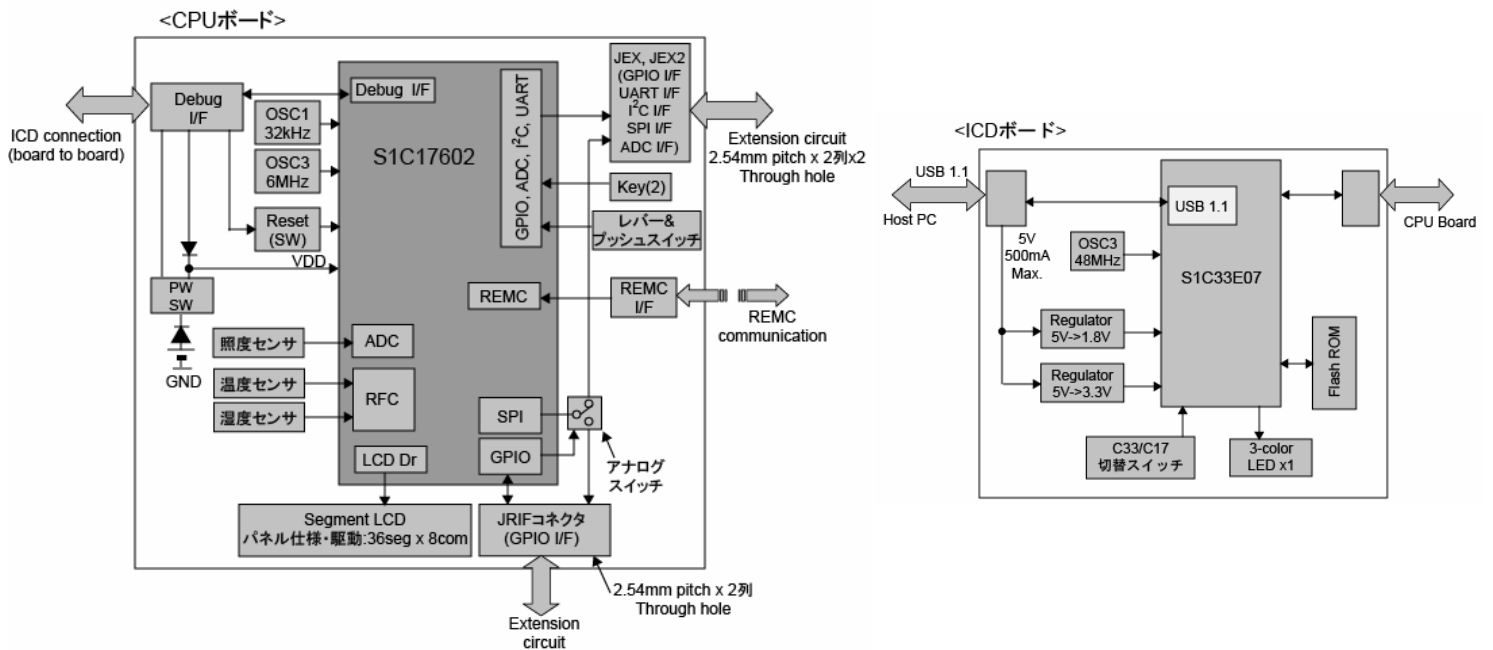 <CPUボード>
Debug
I/F
ICD connection
(board to board)
OSC1
32kHz
OSC3
6MHz
Reset
(SW)
VDD
PW
SW
GND
照度センサ
温度センサ
湿度センサ
Debug I/F
S1C17602
GPIO, ADC, I²C, UART
REMC
ADC
RFC
SPI
GPIO
LCD Dr
JEX, JEX2
(GPIO I/F
UART I/F
I²C I/F
SPI I/F
ADC I/F)
Extension circuit
2.54mm pitch x 2列x2
Through hole
Key(2)
レバー&
プッシュスイッチ
REMC
I/F
REMC
communication
アナログ
スイッチ
Segment LCD
パネル仕様・駆動:36seg x 8com
JRIFコネクタ
(GPIO I/F)
2.54mm pitch x 2列
Through hole
Extension
circuit
<ICDボード>
USB 1.1
Host PC
5V
500mA
Max.
USB 1.1
OSC3
48MHz
S1C33E07
CPU Board
Regulator
5V->1.8V
Regulator
5V->3.3V
Flash ROM
C33/C17
切替スイッチ
3-color
LED x1